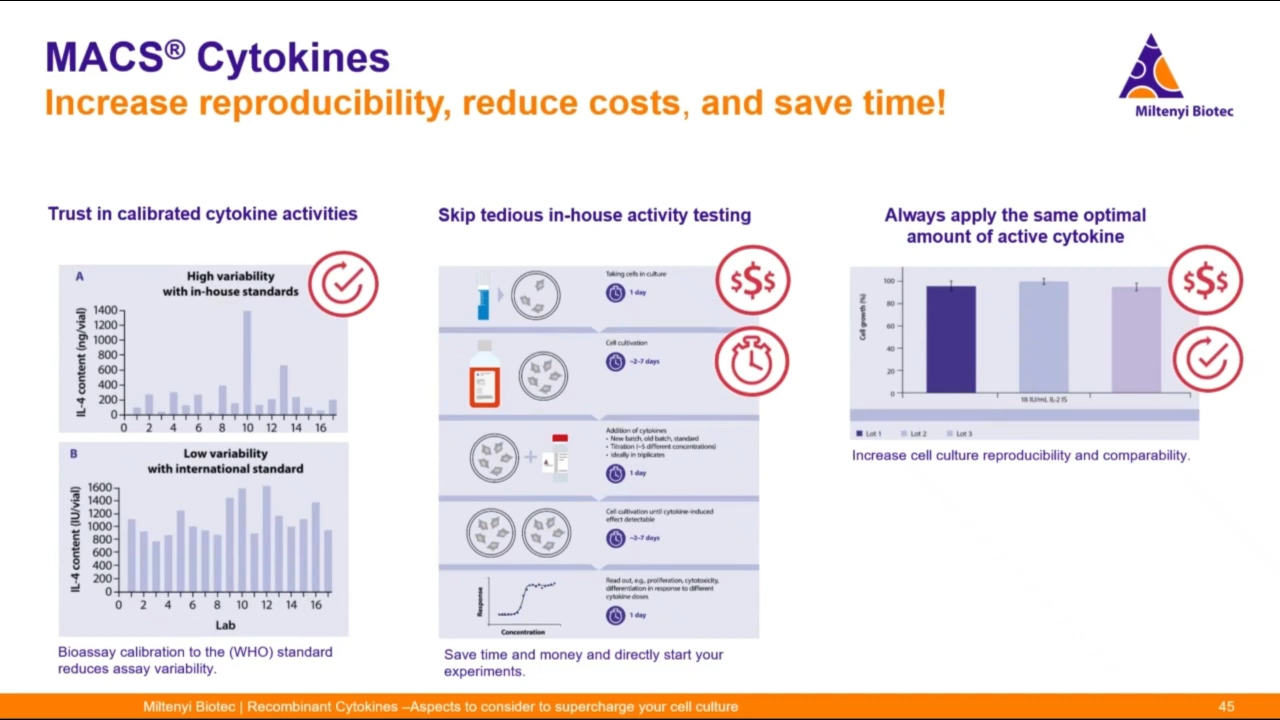 MACS® Cytokines
Increase reproducibility, reduce costs, and save time!
Miltenyi Biotec
Trust in calibrated cytokine activities
A
High variability
with in-house standards
IL-4 content (ng/vial)
1400
1200
1000
800
600
400
200
0
0 2 4 6 8 10 12 14 16
B
Low variability
with international standard
IL-4 content (IU/vial)
1600
1400
1200
1000
800
600
400
200
0
0 2 4 6 8 10 12 14 16
Lab
Bioassay calibration to the (WHO) standard
reduces assay variability.
Skip tedious in-house activity testing
$$$
Taking cells in culture
1 day
Cell cultivation
~2–7 days
Addition of cytokines
• New batch, old batch, standard
• Titration (~5 different concentrations)
• Ideally in triplicates
1 day
Cell cultivation until cytokine-induced
effect detectable
~2–7 days
Read out, e.g., proliferation, cytotoxicity,
differentiation in response to different
cytokine doses
1 day
Response
Concentration
Save time and money and directly start your
experiments.
Always apply the same optimal
amount of active cytokine
$$$
Cell growth (%)
100
80
60
40
20
0
18 IU/mL IL-2 IS
Lot 1 Lot 2 Lot 3
Increase cell culture reproducibility and comparability.
Miltenyi Biotec | Recombinant Cytokines –Aspects to consider to supercharge your cell culture
45